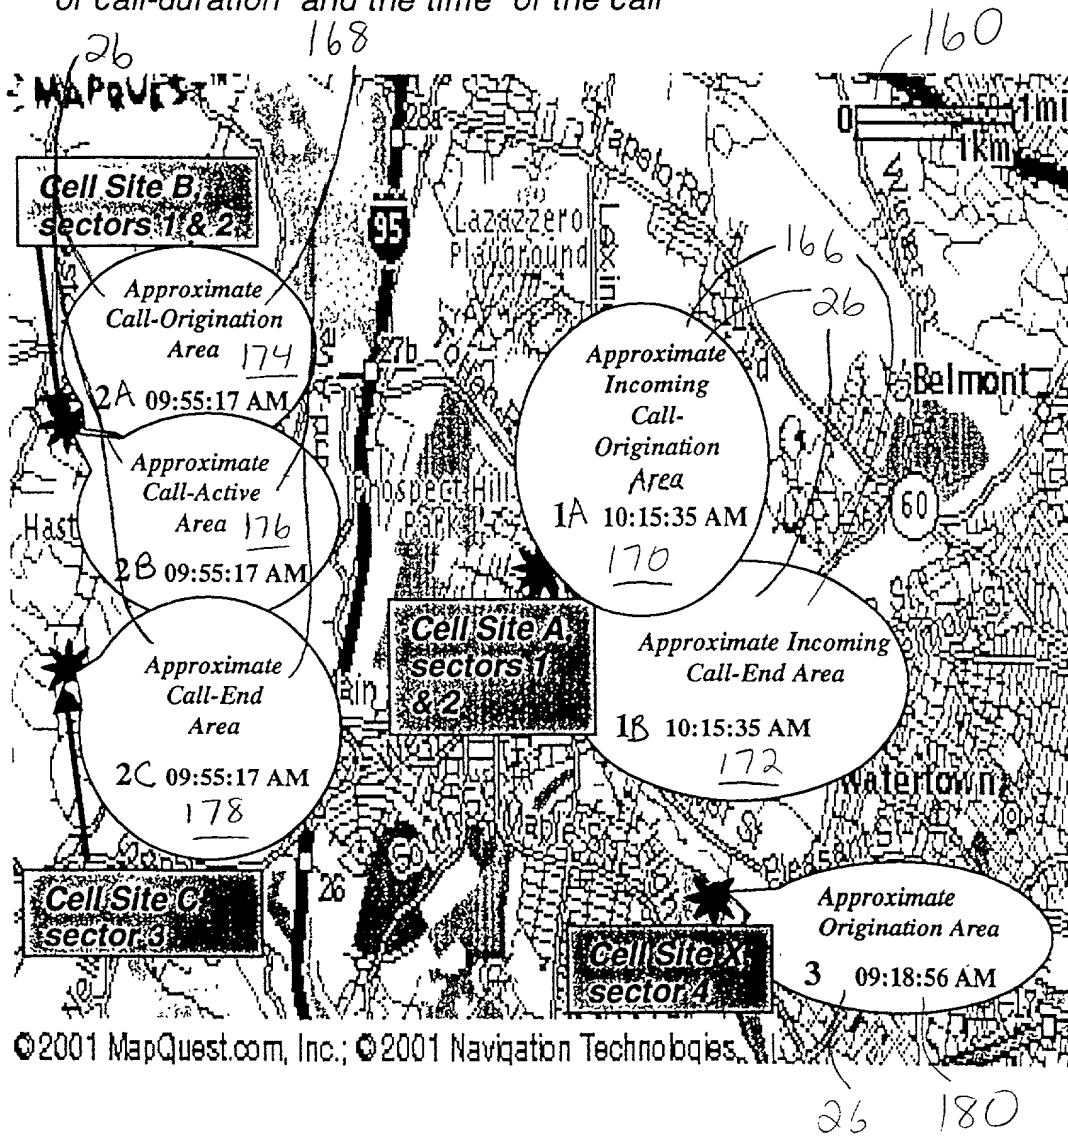 of call-duration and the time of the call
26
168
160
MAPQUEST™
28a
0
1mi
1km
Cell Site B,
sectors 1 & 2
95
Lazazzero
Playground
166
26
Approximate
Call-Origination
Area 174
2A 09:55:17 AM
27b
Approximate
Incoming
Call-
Origination
Area
1A 10:15:35 AM
170
Belmont
60
Approximate
Call-Active
Area 176
2B 09:55:17 AM
Prospect Hill
Park
Hast
Cell Site A
sectors 1
& 2
Approximate Incoming
Call-End Area
1B 10:15:35 AM
172
Approximate
Call-End
Area
2C 09:55:17 AM
178
Watertown
26
Cell Site C
sector 3
Cell Site X,
sector 4
Approximate
Origination Area
3 09:18:56 AM
©2001 MapQuest.com, Inc.; ©2001 Navigation Technologies
26
180